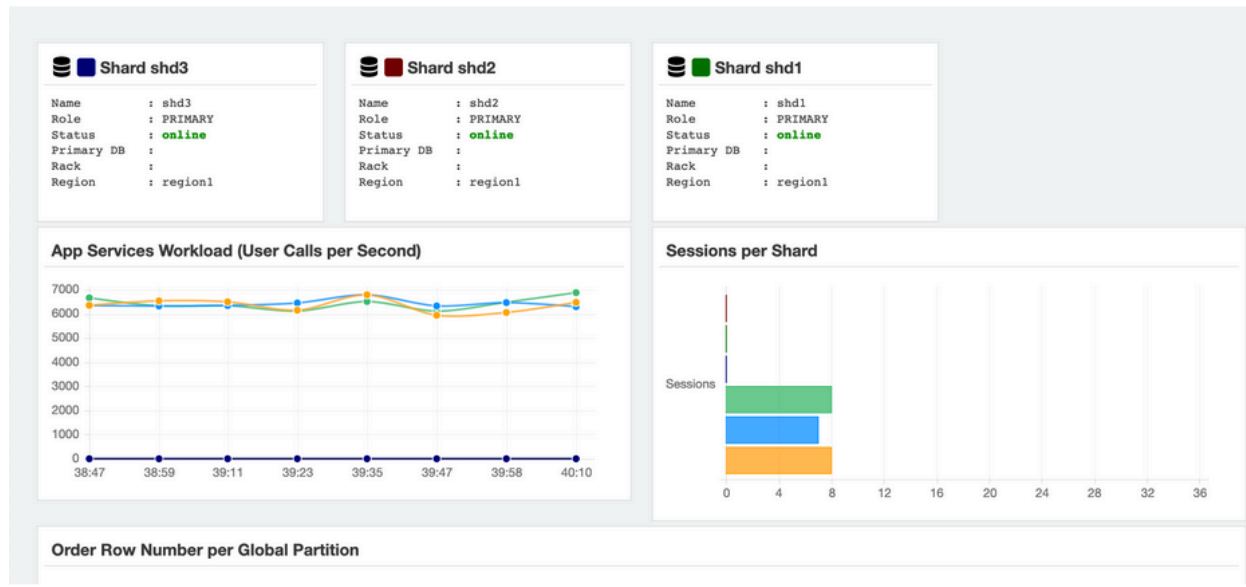 Shard shd3
Name : shd3
Role : PRIMARY
Status : online
Primary DB :
Rack :
Region : region1
Shard shd2
Name : shd2
Role : PRIMARY
Status : online
Primary DB :
Rack :
Region : region1
Shard shd1
Name : shd1
Role : PRIMARY
Status : online
Primary DB :
Rack :
Region : region1
App Services Workload (User Calls per Second)
7000
6000
5000
4000
3000
2000
1000
0
38:47 38:59 39:11 39:23 39:35 39:47 39:58 40:10
Sessions per Shard
Sessions
0 4 8 12 16 20 24 28 32 36
Order Row Number per Global Partition